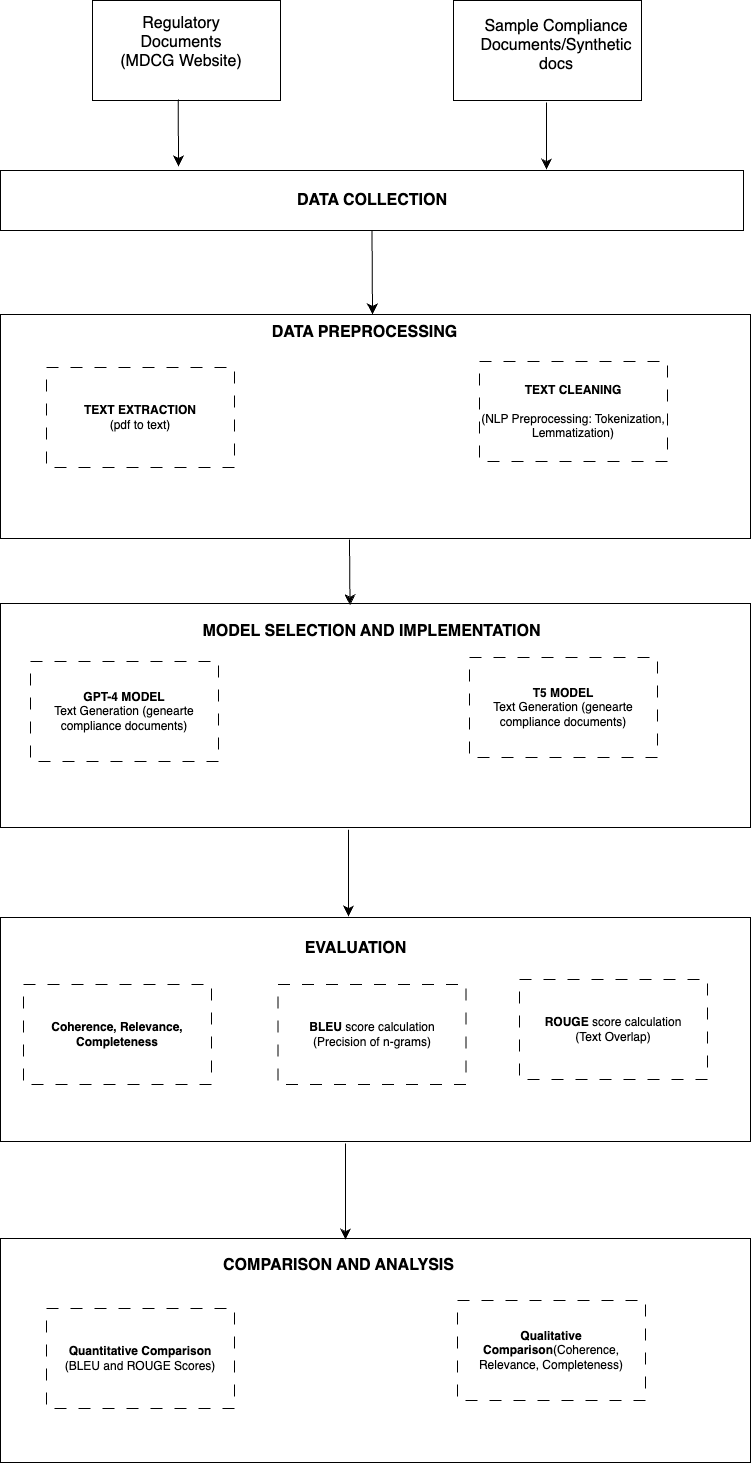 Regulatory
Documents
(MDCG Website)
Sample Compliance
Documents/Synthetic
docs
DATA COLLECTION
DATA PREPROCESSING
TEXT EXTRACTION
(pdf to text)
TEXT CLEANING
(NLP Preprocessing: Tokenization,
Lemmatization)
MODEL SELECTION AND IMPLEMENTATION
GPT-4 MODEL
Text Generation (genearte
compliance documents)
T5 MODEL
Text Generation (genearte
compliance documents)
EVALUATION
Coherence, Relevance,
Completeness
BLEU score calculation
(Precision of n-grams)
ROUGE score calculation
(Text Overlap)
COMPARISON AND ANALYSIS
Quantitative Comparison
(BLEU and ROUGE Scores)
Qualitative
Comparison(Coherence,
Relevance, Completeness)